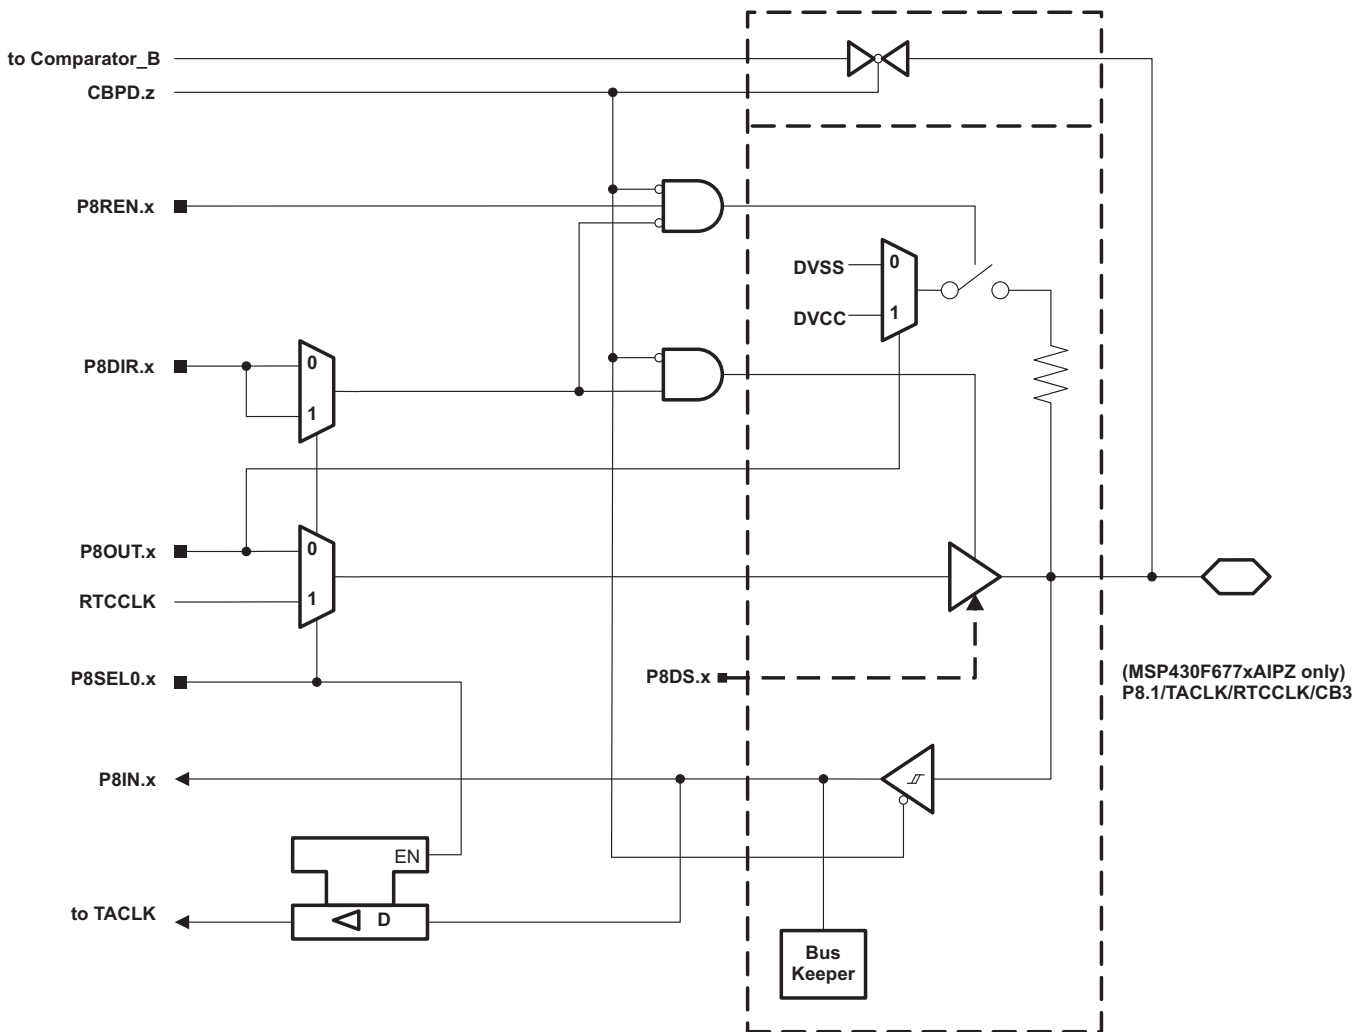 to Comparator_B
CBPD.z
P8REN.x
DVSS
0
DVCC
1
P8DIR.x
0
1
P8OUT.x
0
RTCCLK
1
P8SEL0.x
P8DS.x
(MSP430F677xAIPZ only)
P8.1/TACLK/RTCCLK/CB3
P8IN.x
EN
to TACLK
D
Bus
Keeper